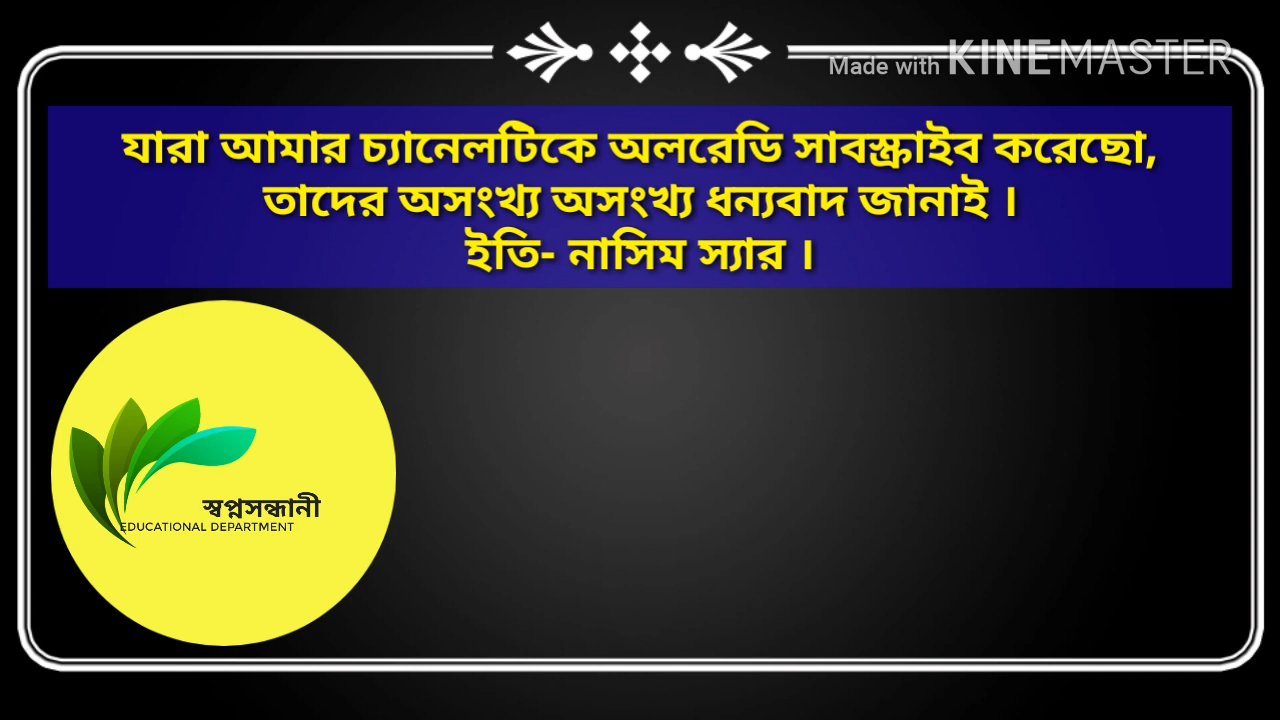 Made with KINEMASTER
যারা আমার চ্যানেলটিকে অলরেডি সাবস্ক্রাইব করেছো,
তাদের অসংখ্য অসংখ্য ধন্যবাদ জানাই ।
ইতি- নাসিম স্যার ।
স্বপ্নসন্ধানী
EDUCATIONAL DEPARTMENT